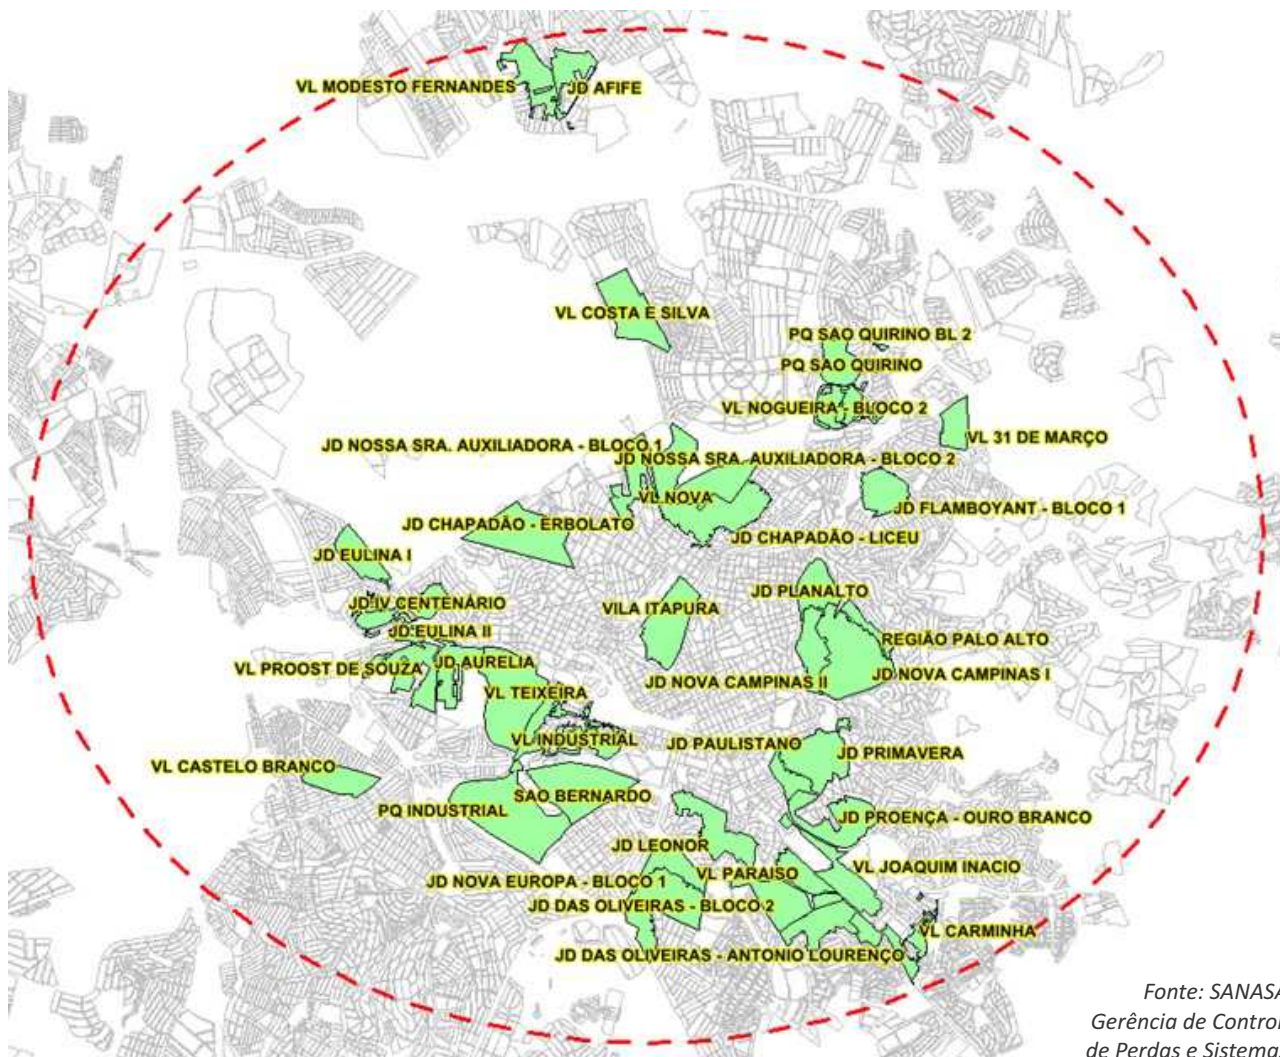 VL MODESTO FERNANDES
JD AFIFE
VL COSTA E SILVA
PQ SAO QUIRINO BL 2
PQ SAO QUIRINO
VL NOGUEIRA - BLOCO 2
VL 31 DE MARÇO
JD NOSSA SRA. AUXILIADORA - BLOCO 1
JD NOSSA SRA. AUXILIADORA - BLOCO 2
VL NOVA
JD FLAMBOYANT - BLOCO 1
JD CHAPADÃO - ERBOLATO
JD CHAPADÃO - LICEU
JD EULINA I
JD PLANALTO
JD IV CENTENÁRIO
VILA ITAPURA
JD EULINA II
REGIÃO PALO ALTO
VL PROOST DE SOUZA
JD AURELIA
JD NOVA CAMPINAS II
JD NOVA CAMPINAS I
VL TEIXEIRA
VL INDUSTRIAL
JD PAULISTANO
JD PRIMAVERA
VL CASTELO BRANCO
SAO BERNARDO
PQ INDUSTRIAL
JD PROENÇA - OURO BRANCO
JD LEONOR
VL PARAISO
VL JOAQUIM INACIO
JD NOVA EUROPA - BLOCO 1
JD DAS OLIVEIRAS - BLOCO 2
VL CARMINHA
JD DAS OLIVEIRAS - ANTONIO LOURENÇO
Fonte: SANASA
Gerência de Control
de Perdas e Sistema